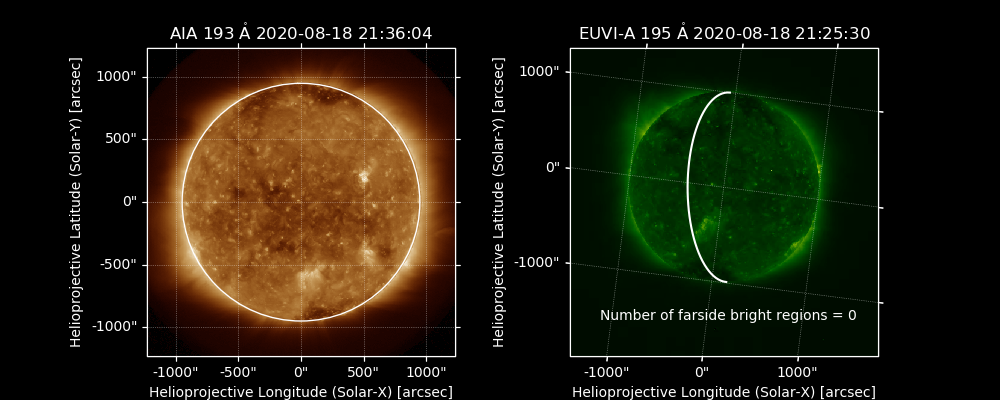 AIA 193 Å 2020-08-18 21:36:04
1000"
500"
0"
-500"
-1000"
-1000"
-500"
0"
500"
1000"
Helioprojective Longitude (Solar-X) [arcsec]
Helioprojective Latitude (Solar-Y) [arcsec]
EUVI-A 195 Å 2020-08-18 21:25:30
1000"
0"
-1000"
Number of farside bright regions = 0
-1000"
0"
1000"
Helioprojective Longitude (Solar-X) [arcsec]
Helioprojective Latitude (Solar-Y) [arcsec]